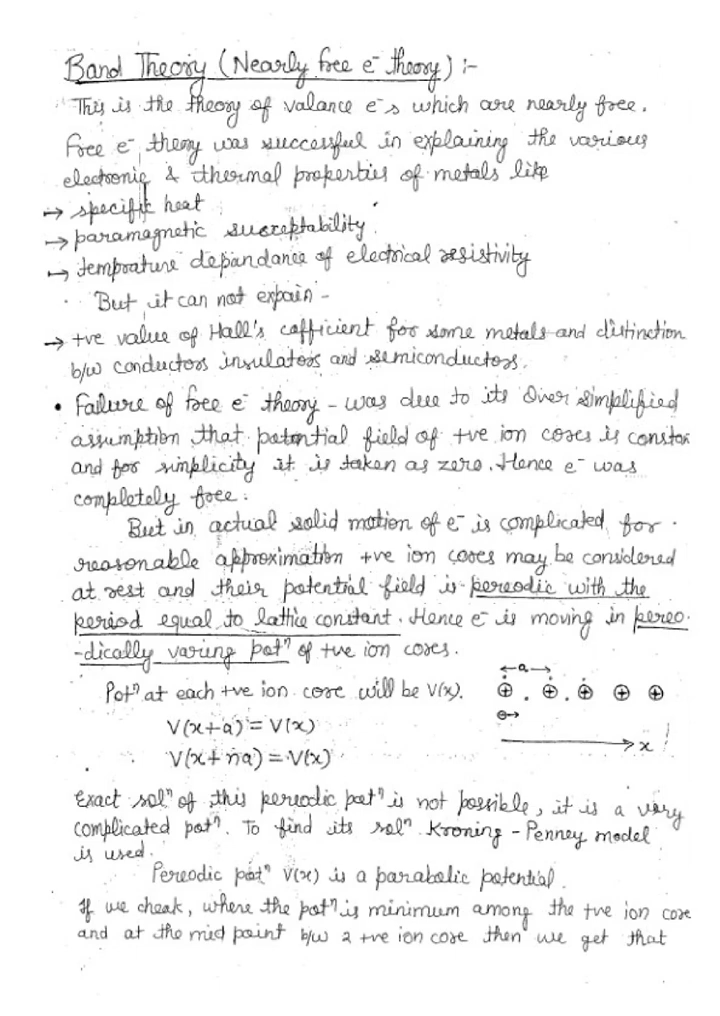 Band Theory (Nearly free e⁻ theory) :-
This is the theory of valance e⁻s which are nearly free.
Free e⁻ theory was successful in explaining the various
electronic & thermal properties of metals like
→ specific heat
→ paramagnetic susceptability.
→ temprature dependance of electrical resistivity
But it can not expain -
→ +ve value of Hall's cofficient for some metals and distinction
b/w conductors insulators and semiconductors.
• Failure of free e⁻ theory - was due to its Over simplified
assumption that potential field of +ve ion cores is constan
and for simplicity it is taken as zero. Hence e⁻ was
completely free.
But in actual solid motion of e⁻ is complicated, for
reasonable approximation +ve ion cores may be considered
at rest and their potential field is pereodic with the
period equal to lattice constant. Hence e⁻ is moving in pereo-
-dically varing potⁿ of +ve ion cores.
←a→
Potⁿ at each +ve ion core will be V(x). ⊕ . ⊕ . ⊕ ⊕ ⊕
⊖→
V(x+a) = V(x)
→ x
V(x+na) = V(x)
Exact solⁿ of this pereodic potⁿ is not possible, it is a very
complicated potⁿ. To find its solⁿ Kroning - Penney model
is used.
Pereodic potⁿ V(x) is a parabolic potential.
If we cheak, where the potⁿ is minimum among the +ve ion core
and at the mid point b/w 2 +ve ion core then we get that